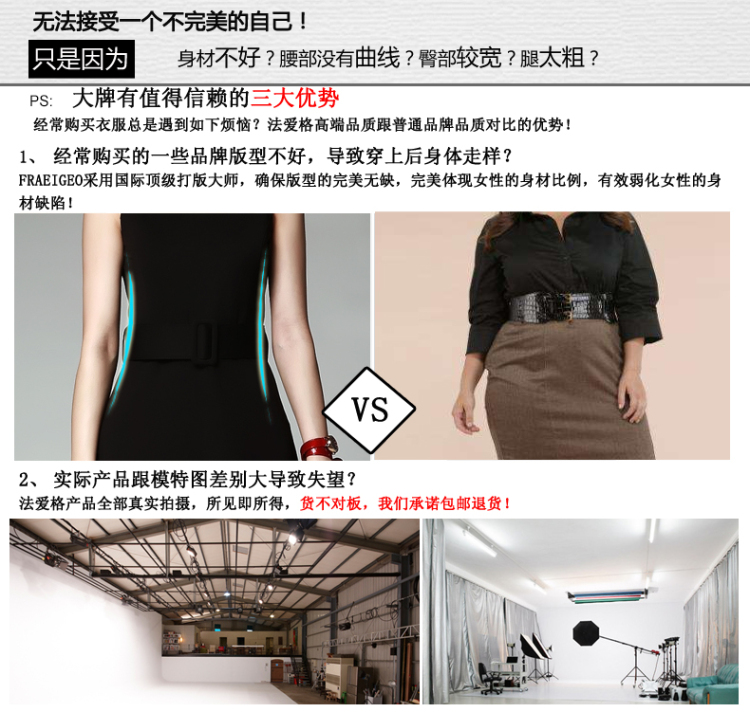 无法接受一个不完美的自己！
只是因为 身材不好？腰部没有曲线？臀部较宽？腿太粗？
PS: 大牌有值得信赖的三大优势
经常购买衣服总是遇到如下烦恼？法爱格高端品质跟普通品牌品质对比的优势！
1、 经常购买的一些品牌版型不好，导致穿上后身体走样？
FRAEIGEO采用国际顶级打版大师，确保版型的完美无缺，完美体现女性的身材比例，有效弱化女性的身
材缺陷！
VS
2、 实际产品跟模特图差别大导致失望？
法爱格产品全部真实拍摄，所见即所得，货不对板，我们承诺包邮退货！